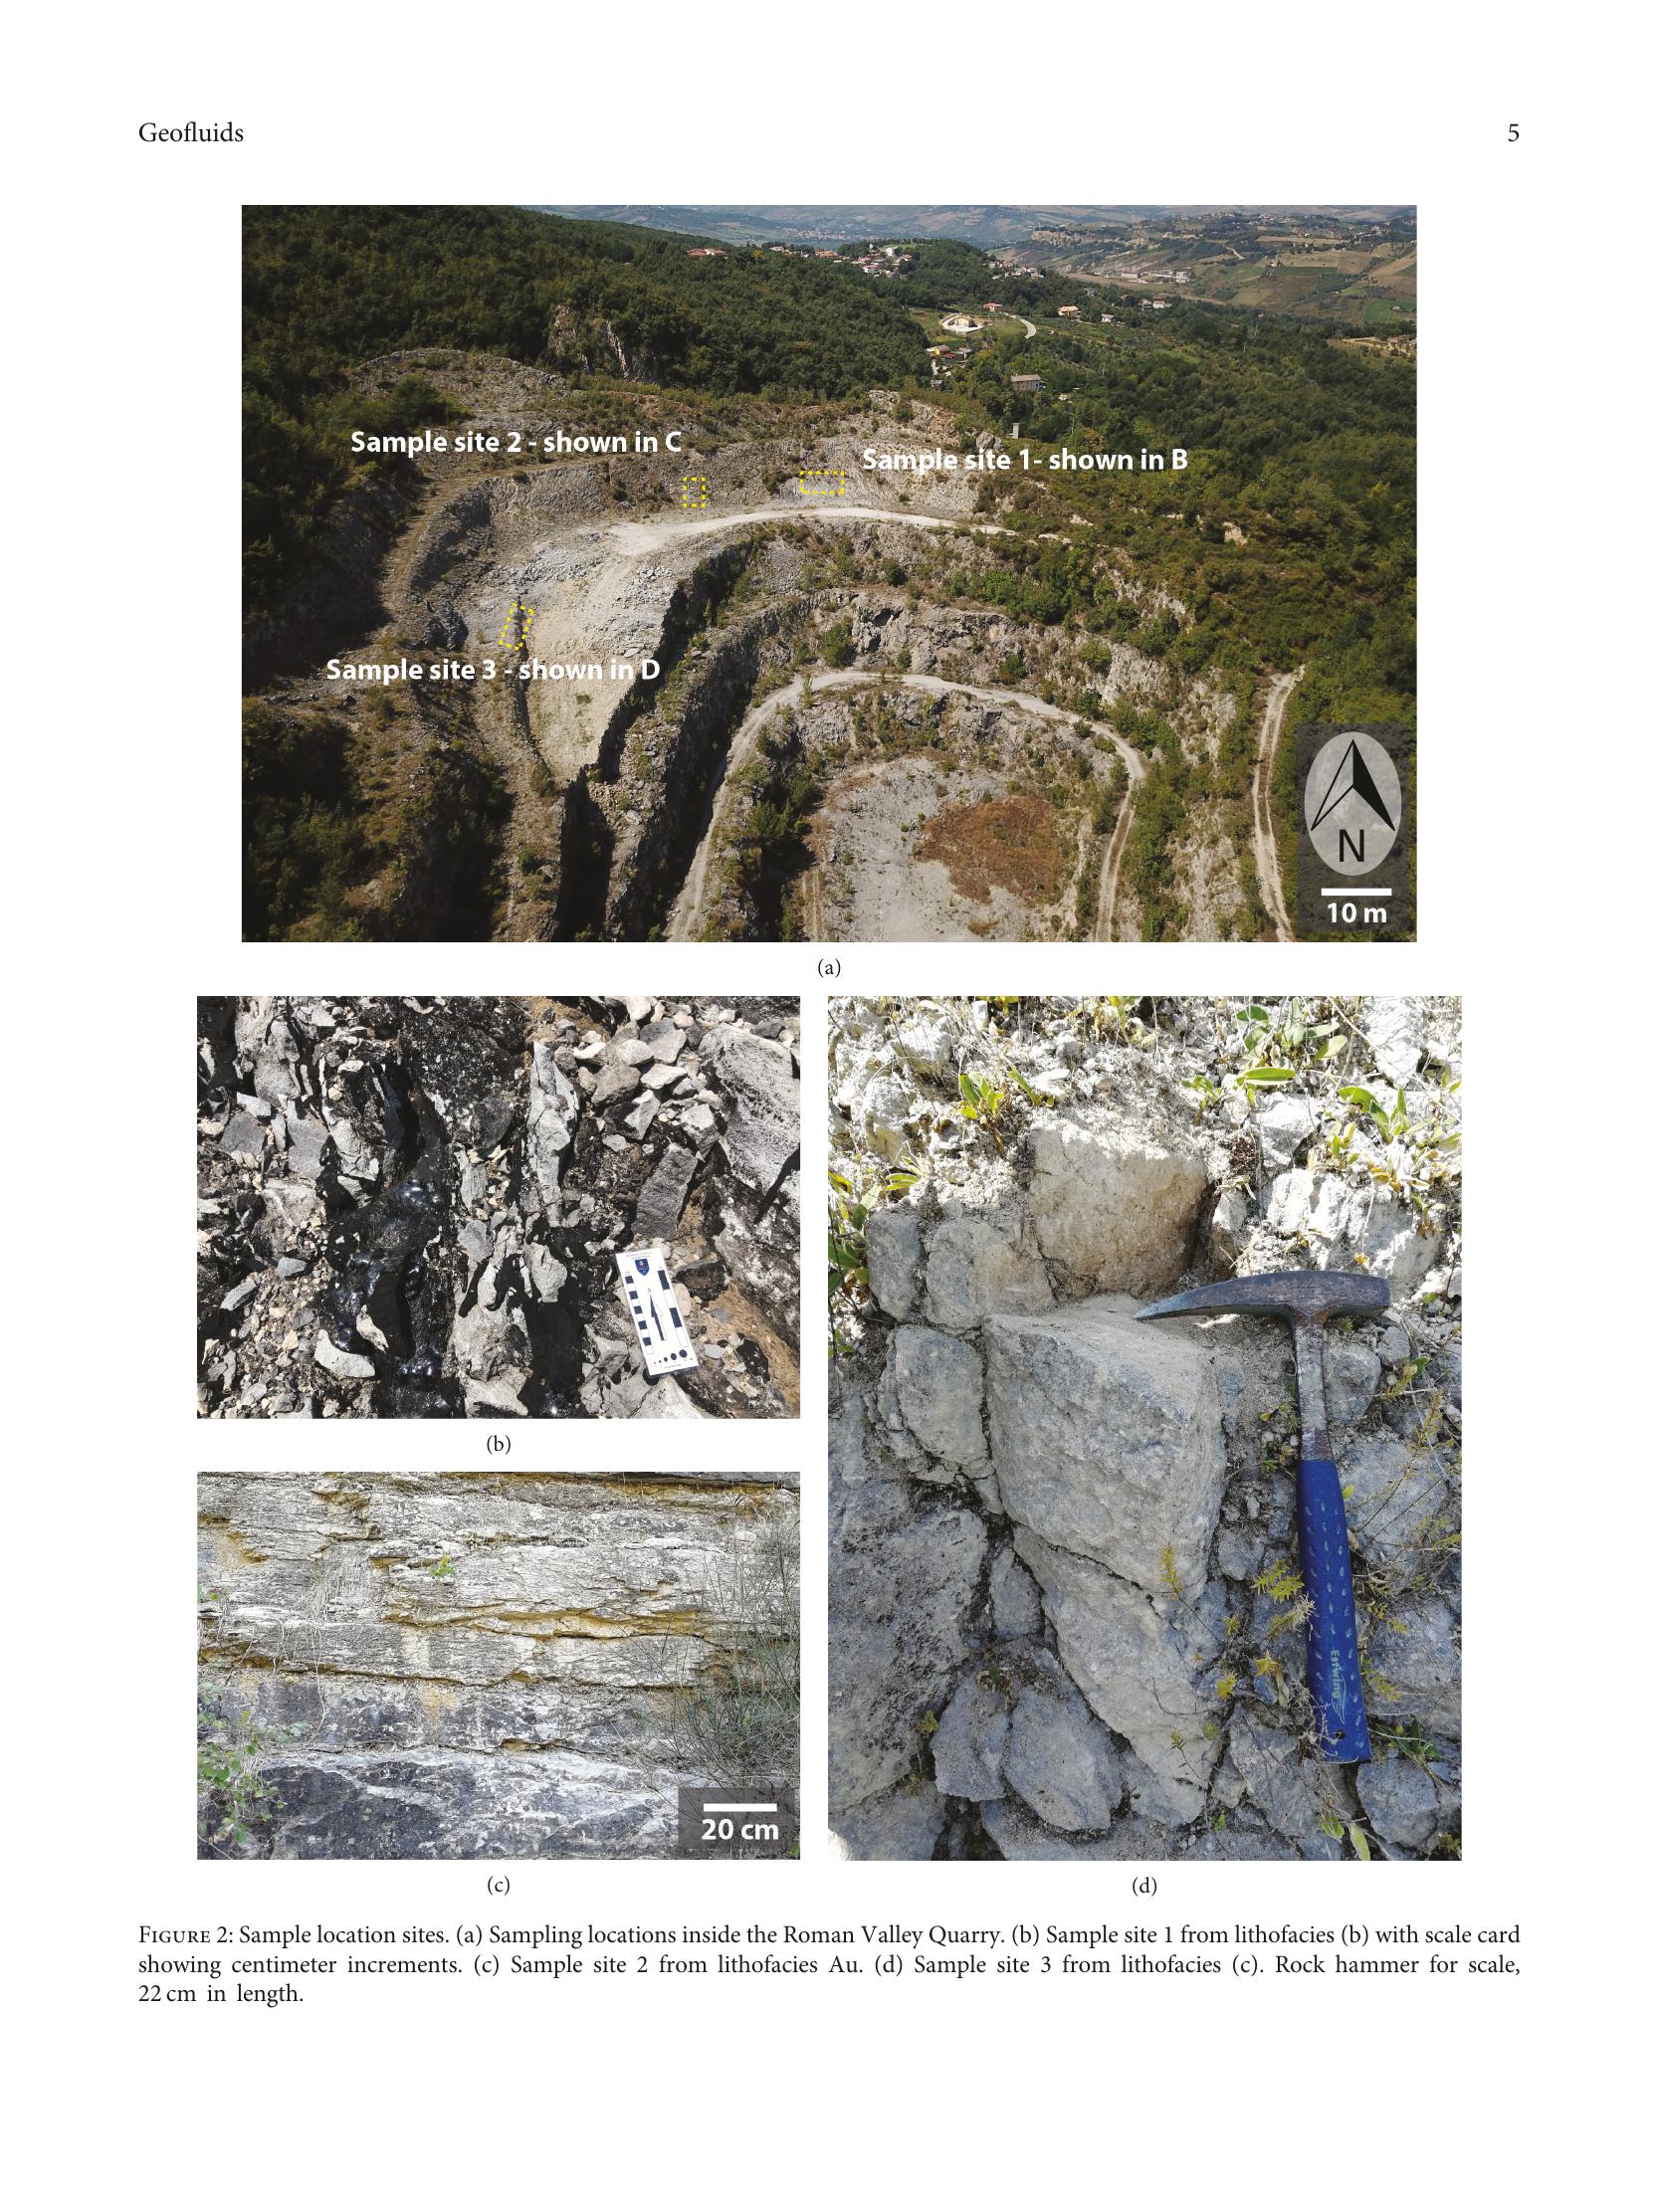 Geofluids
5
Sample site 2 - shown in C
Sample site 1- shown in B
Sample site 3 - shown in D
N
10 m
(a)
(b)
20 cm
(c)
Estwing
(d)
FIGURE 2: Sample location sites. (a) Sampling locations inside the Roman Valley Quarry. (b) Sample site 1 from lithofacies (b) with scale card
showing centimeter increments. (c) Sample site 2 from lithofacies Au. (d) Sample site 3 from lithofacies (c). Rock hammer for scale,
22 cm in length.